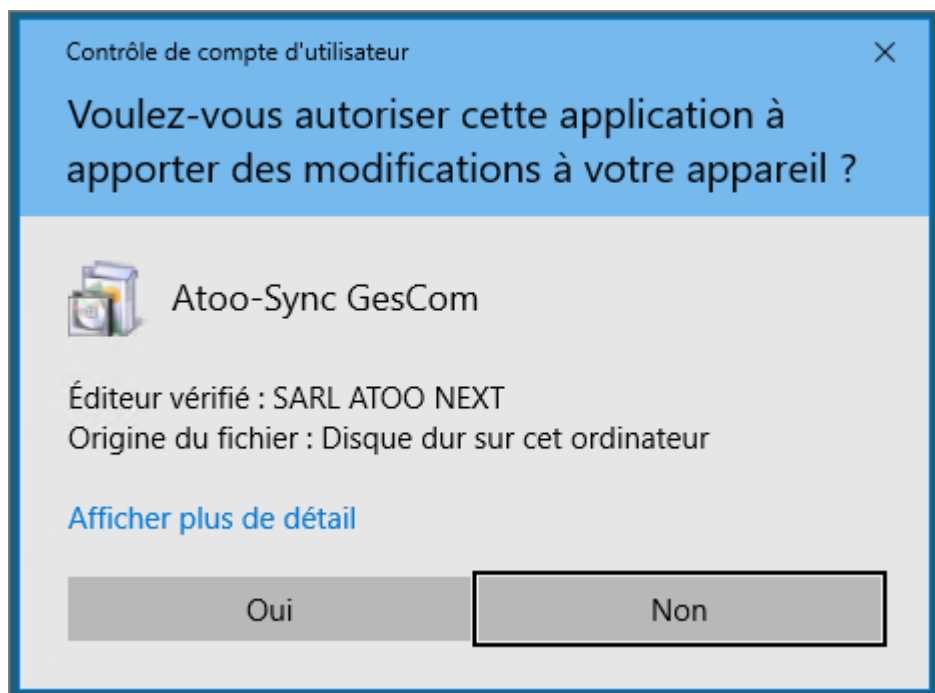 Contrôle de compte d'utilisateur
Voulez-vous autoriser cette application à
apporter des modifications à votre appareil ?
Atoo-Sync GesCom
Éditeur vérifié : SARL ATOO NEXT
Origine du fichier : Disque dur sur cet ordinateur
Afficher plus de détail
Oui
Non